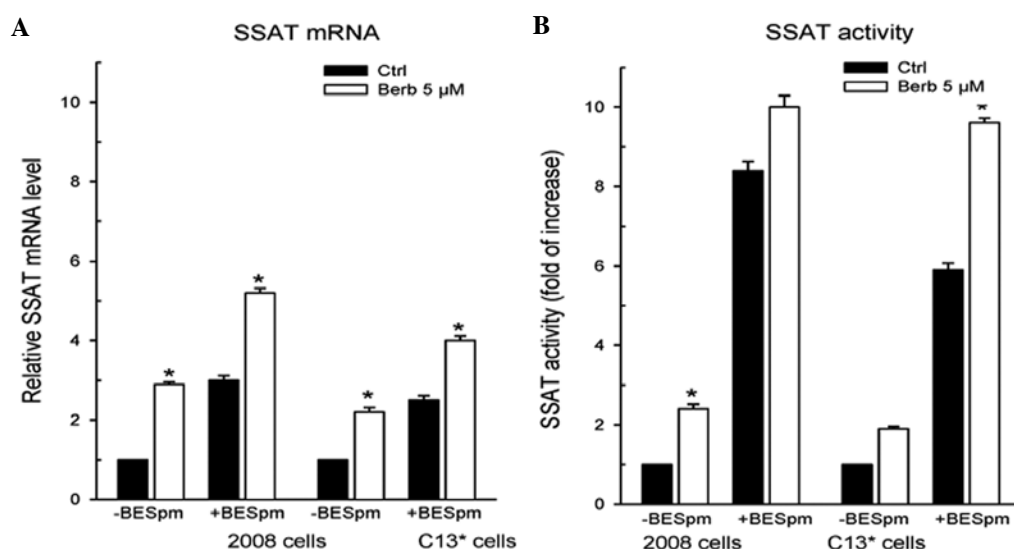 A
SSAT mRNA
Ctrl
Berb 5 µM
Relative SSAT mRNA level
10
8
6
4
2
0
*
*
*
*
-BESpm +BESpm -BESpm +BESpm
2008 cells C13* cells
B
SSAT activity
Ctrl
Berb 5 µM
SSAT activity (fold of increase)
10
8
6
4
2
0
*
*
-BESpm +BESpm -BESpm +BESpm
2008 cells C13* cells